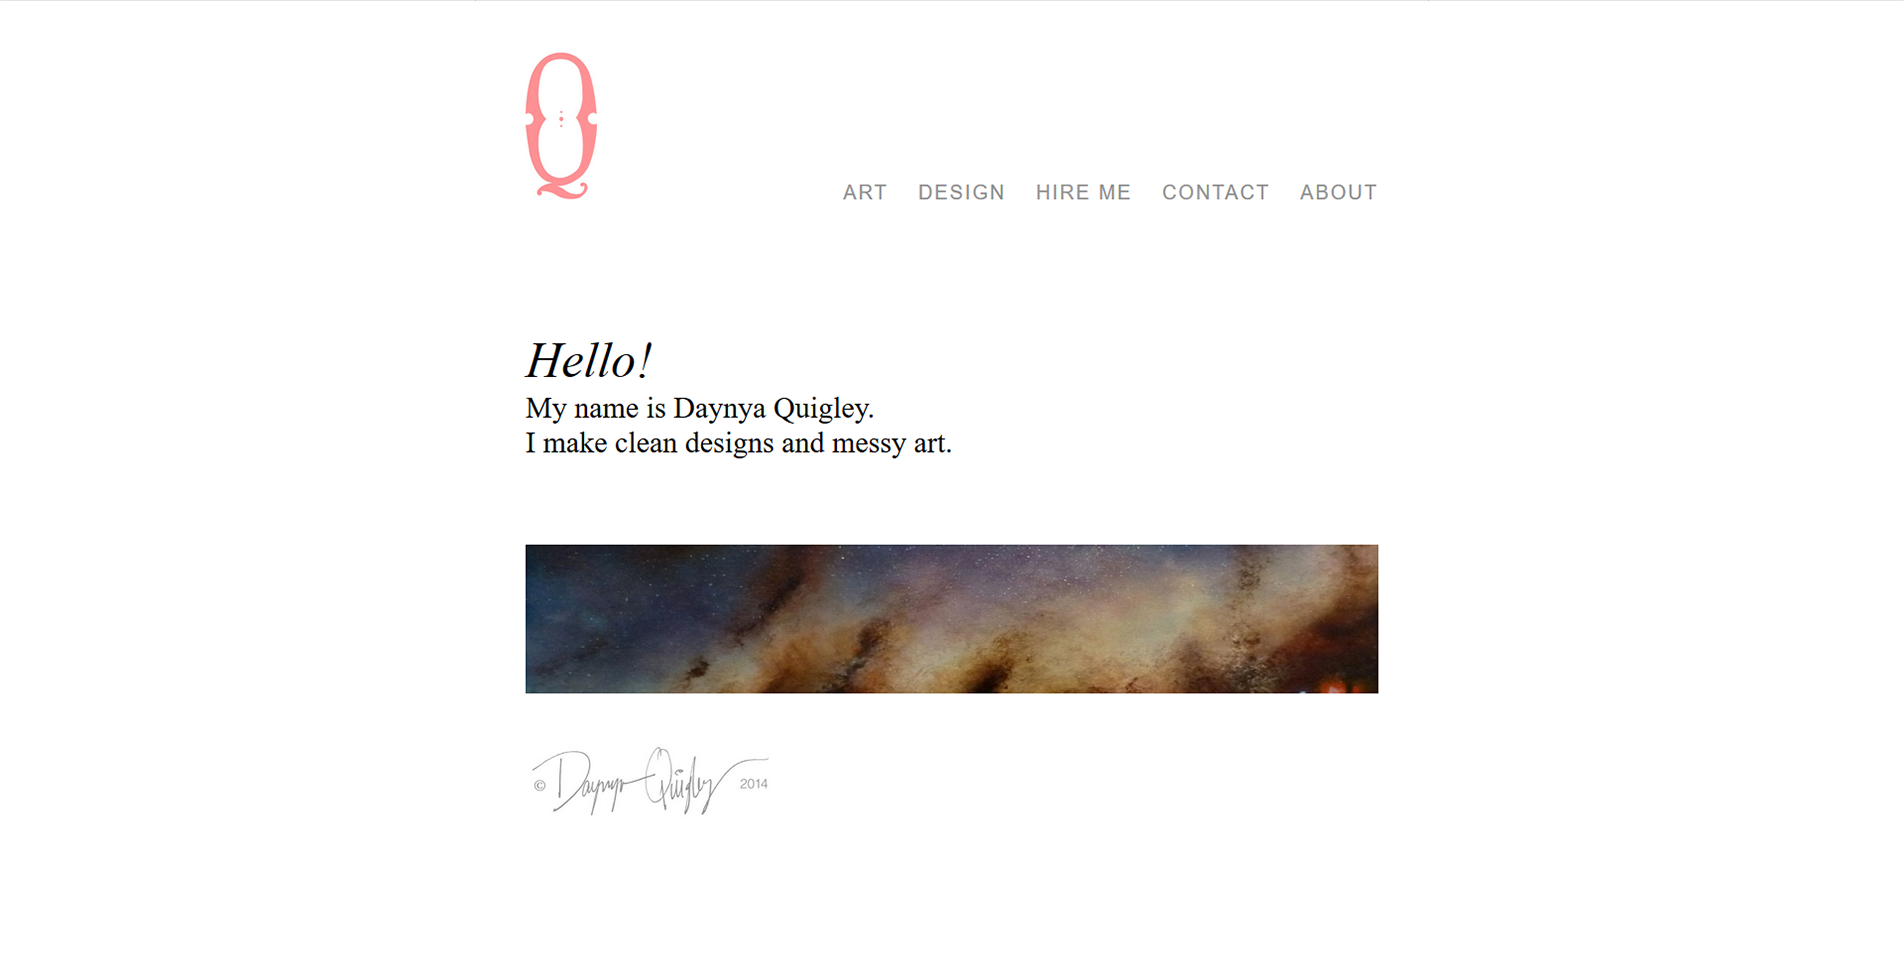 Q
ART DESIGN HIRE ME CONTACT ABOUT
Hello!
My name is Daynya Quigley.
I make clean designs and messy art.
© Daynya Quigley 2014